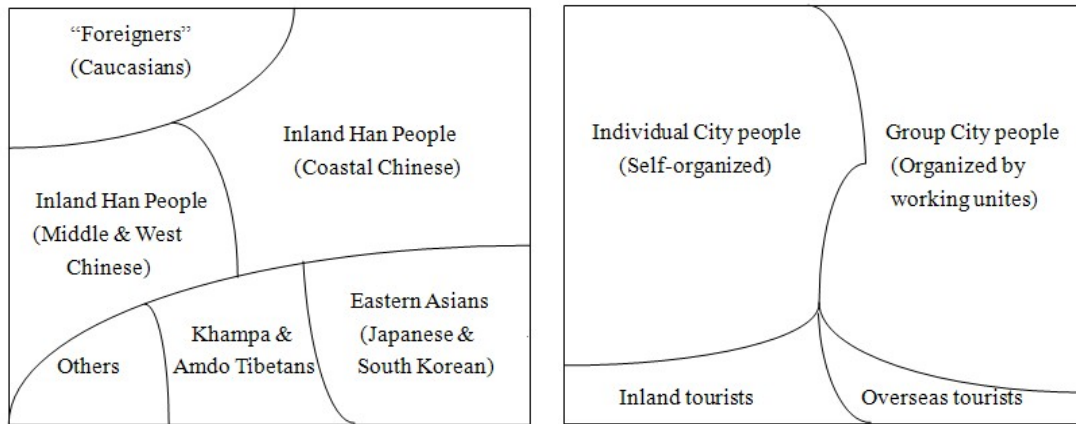 “Foreigners”
(Caucasians)
Inland Han People
(Coastal Chinese)
Inland Han People
(Middle & West
Chinese)
Eastern Asians
(Japanese &
South Korean)
Khampa &
Amdo Tibetans
Others
Individual City people
(Self-organized)
Group City people
(Organized by
working unites)
Inland tourists
Overseas tourists